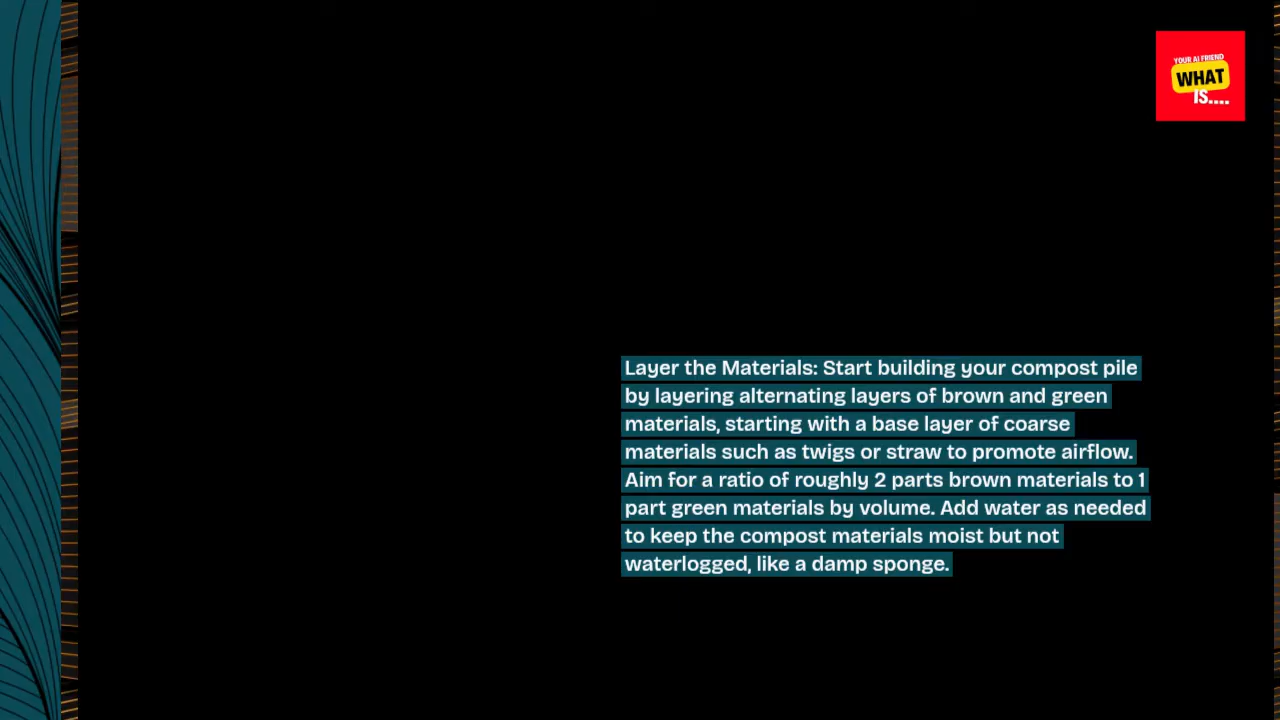 YOUR AI FRIEND
WHAT
IS....
Layer the Materials: Start building your compost pile
by layering alternating layers of brown and green
materials, starting with a base layer of coarse
materials such as twigs or straw to promote airflow.
Aim for a ratio of roughly 2 parts brown materials to 1
part green materials by volume. Add water as needed
to keep the compost materials moist but not
waterlogged, like a damp sponge.